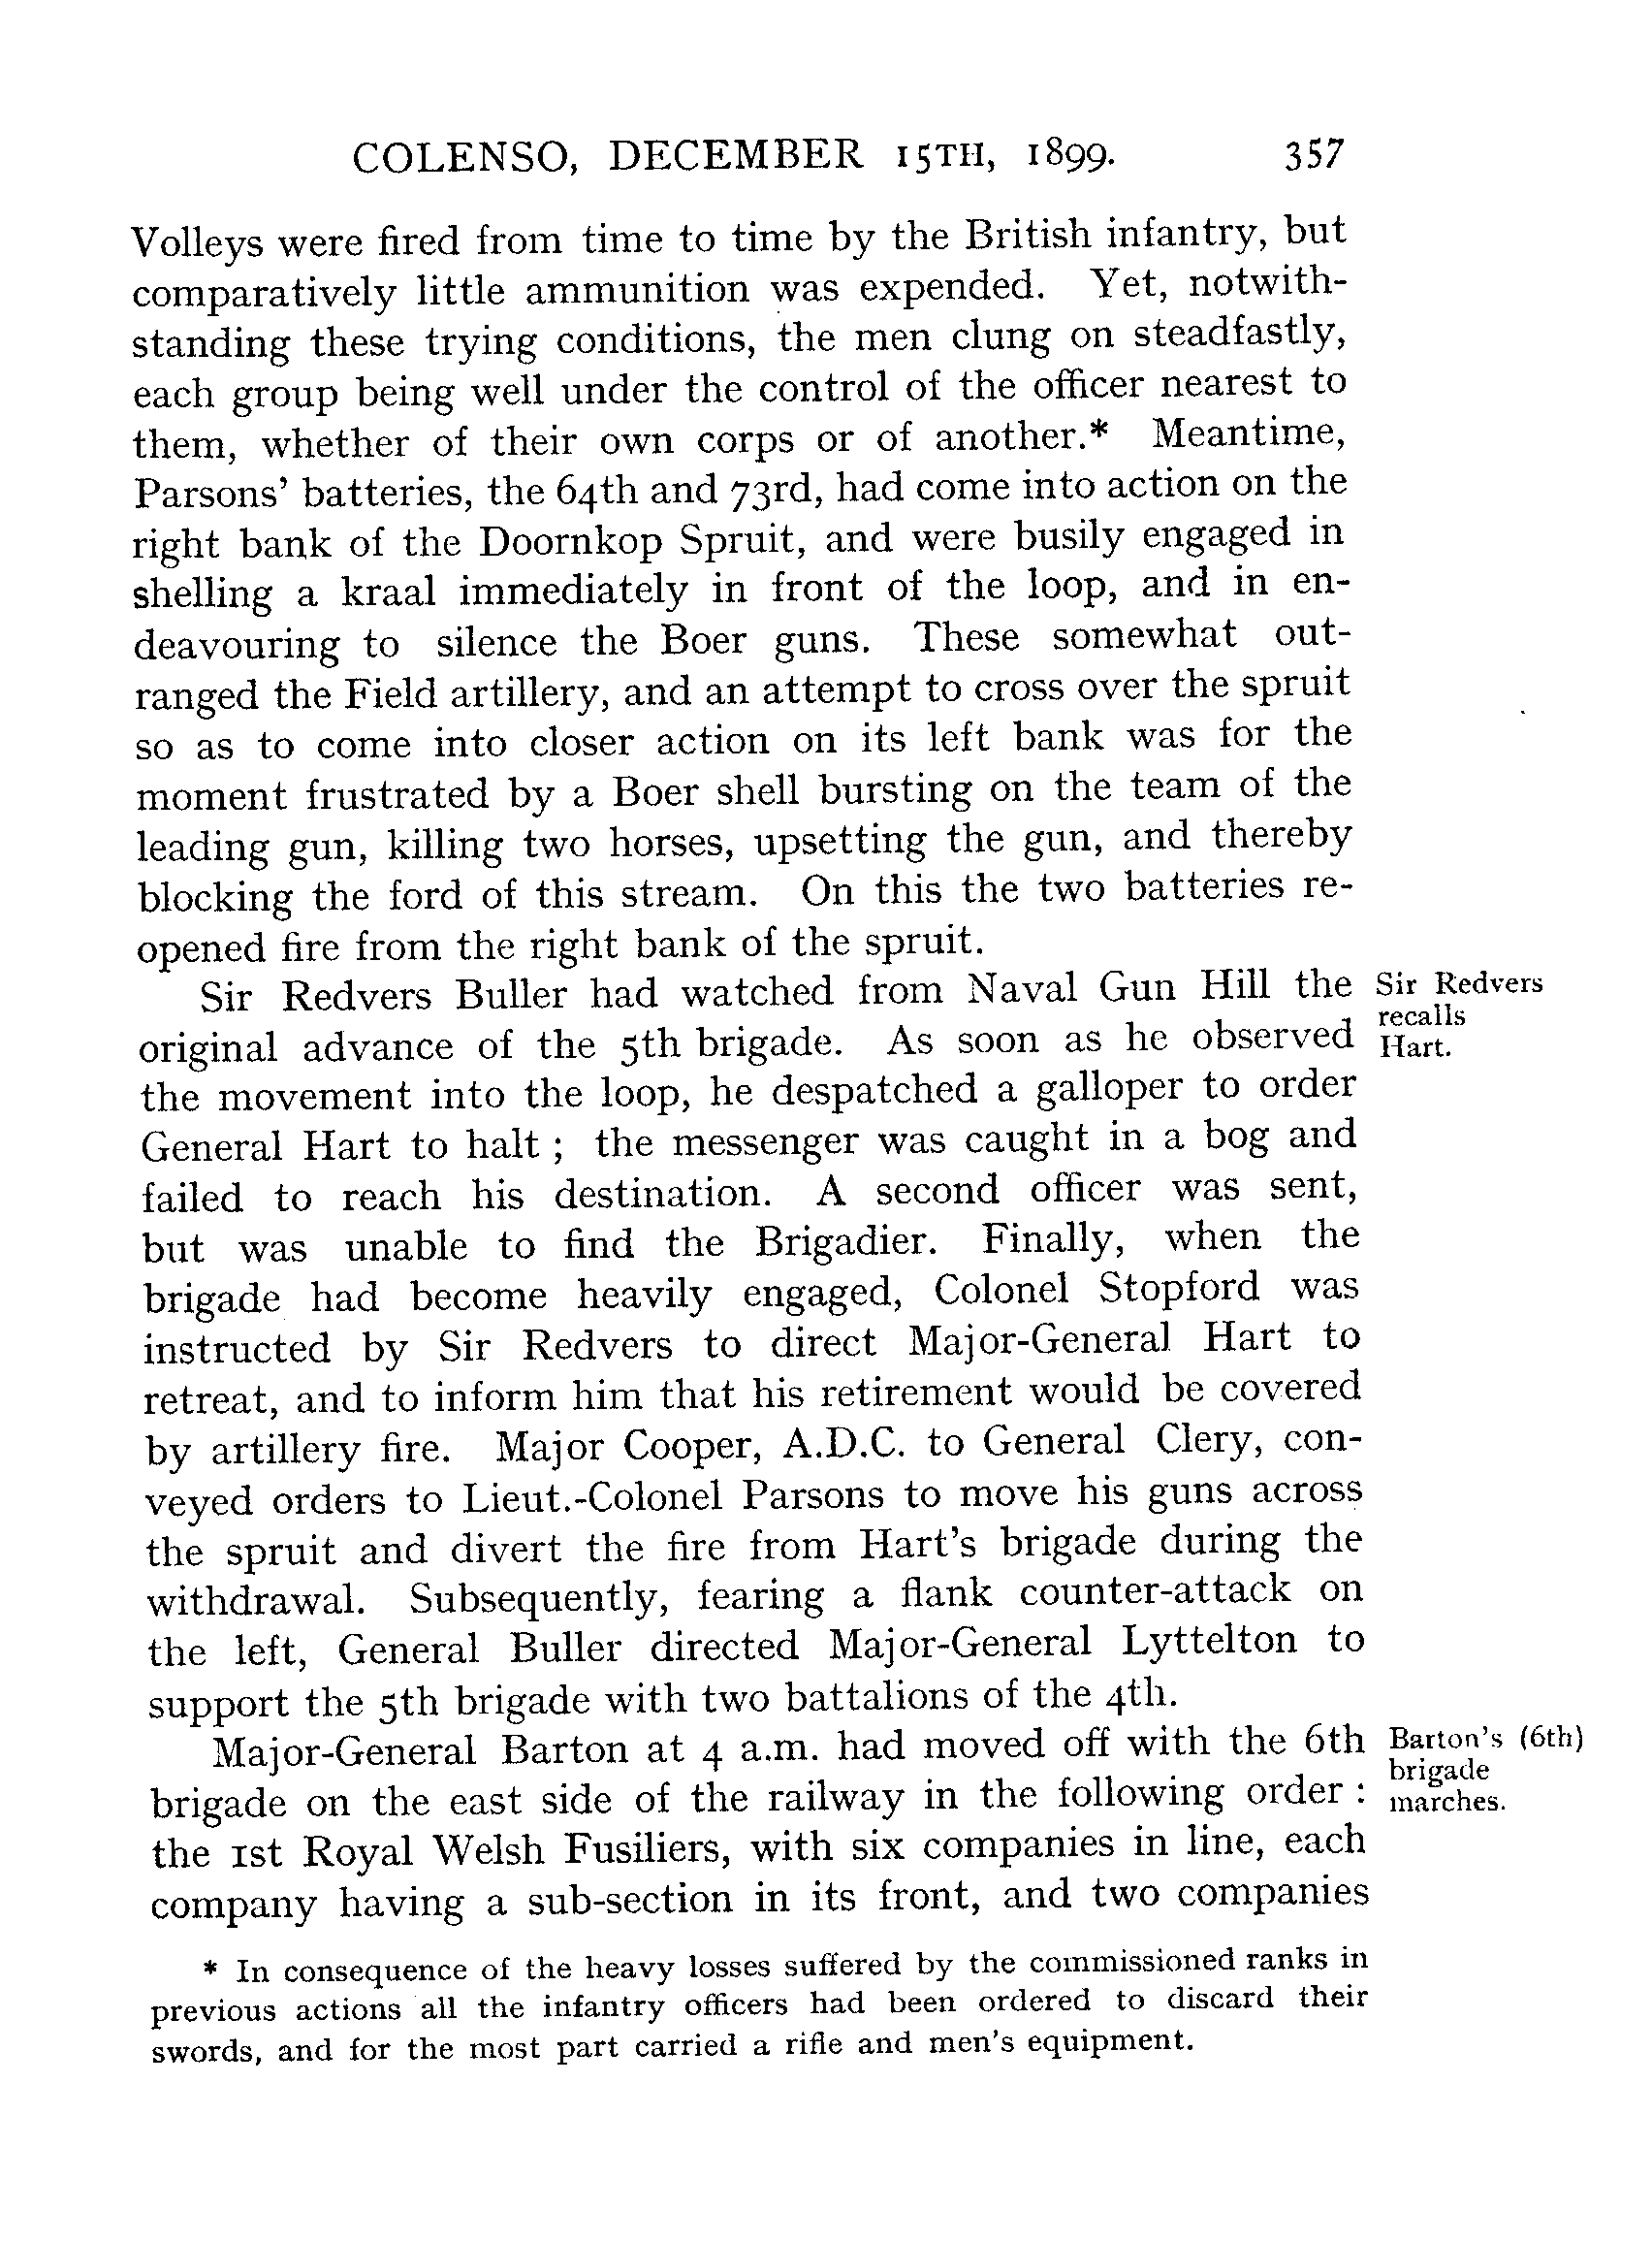 COLENSO, DECEMBER 15TH, 1899. 357
Volleys were fired from time to time by the British infantry, but
comparatively little ammunition was expended. Yet, notwith-
standing these trying conditions, the men clung on steadfastly,
each group being well under the control of the officer nearest to
them, whether of their own corps or of another.* Meantime,
Parsons' batteries, the 64th and 73rd, had come into action on the
right bank of the Doornkop Spruit, and were busily engaged in
shelling a kraal immediately in front of the loop, and in en-
deavouring to silence the Boer guns. These somewhat out-
ranged the Field artillery, and an attempt to cross over the spruit
so as to come into closer action on its left bank was for the
moment frustrated by a Boer shell bursting on the team of the
leading gun, killing two horses, upsetting the gun, and thereby
blocking the ford of this stream. On this the two batteries re-
opened fire from the right bank of the spruit.
Sir Redvers Buller had watched from Naval Gun Hill the
original advance of the 5th brigade. As soon as he observed
the movement into the loop, he despatched a galloper to order
General Hart to halt ; the messenger was caught in a bog and
failed to reach his destination. A second officer was sent,
but was unable to find the Brigadier. Finally, when the
brigade had become heavily engaged, Colonel Stopford was
instructed by Sir Redvers to direct Major-General Hart to
retreat, and to inform him that his retirement would be covered
by artillery fire. Major Cooper, A.D.C. to General Clery, con-
veyed orders to Lieut.-Colonel Parsons to move his guns across
the spruit and divert the fire from Hart's brigade during the
withdrawal. Subsequently, fearing a flank counter-attack on
the left, General Buller directed Major-General Lyttelton to
support the 5th brigade with two battalions of the 4th.
Sir Redvers
recalls
Hart.
Major-General Barton at 4 a.m. had moved off with the 6th
brigade on the east side of the railway in the following order :
the 1st Royal Welsh Fusiliers, with six companies in line, each
company having a sub-section in its front, and two companies
Barton's (6th)
brigade
marches.
* In consequence of the heavy losses suffered by the commissioned ranks in
previous actions all the infantry officers had been ordered to discard their
swords, and for the most part carried a rifle and men's equipment.